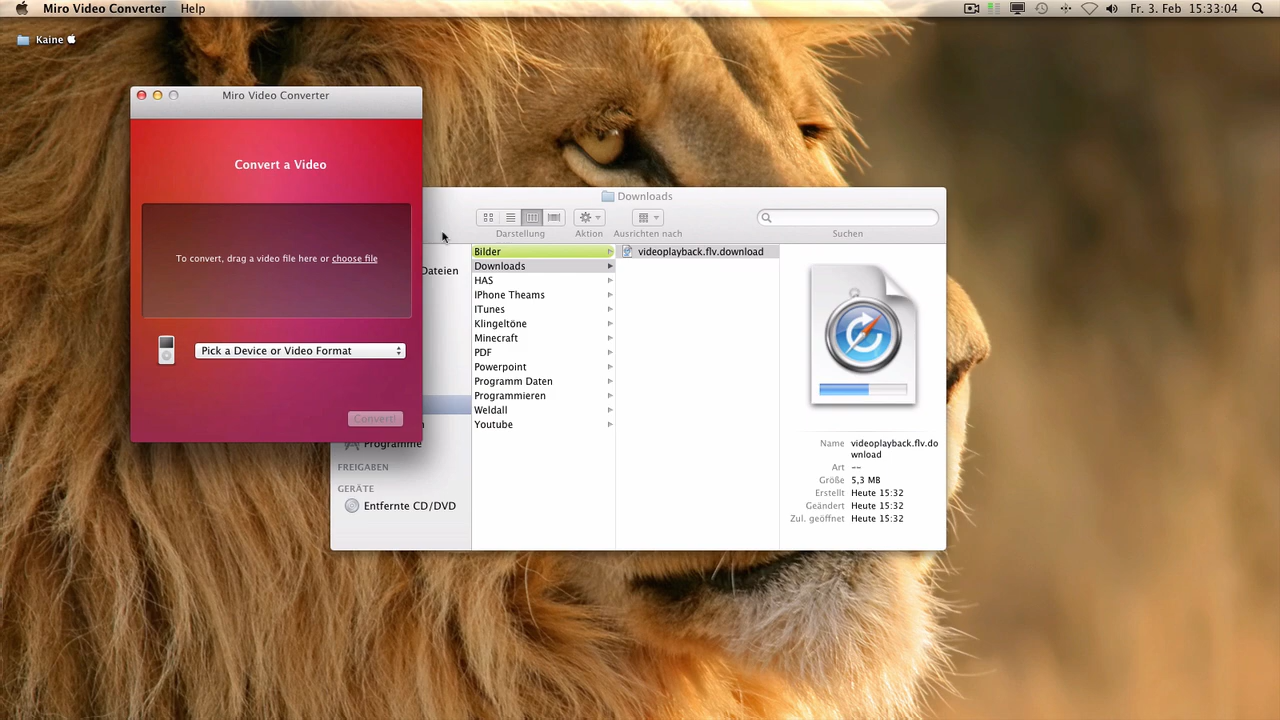 Miro Video Converter Help
Fr. 3. Feb 15:33:04
Kaine
Miro Video Converter
Convert a Video
To convert, drag a video file here or choose file
Pick a Device or Video Format
Convert!
Downloads
Darstellung
Aktion
Ausrichten nach
Suchen
Dateien
Programme
FREIGABEN
GERÄTE
Entfernte CD/DVD
Bilder
Downloads
HAS
IPhone Theams
ITunes
Klingeltöne
Minecraft
PDF
Powerpoint
Programm Daten
Programmieren
Weldall
Youtube
videoplayback.flv.download
Name videoplayback.flv.do
wnload
Art --
Größe 5,3 MB
Erstellt Heute 15:32
Geändert Heute 15:32
Zul. geöffnet Heute 15:32